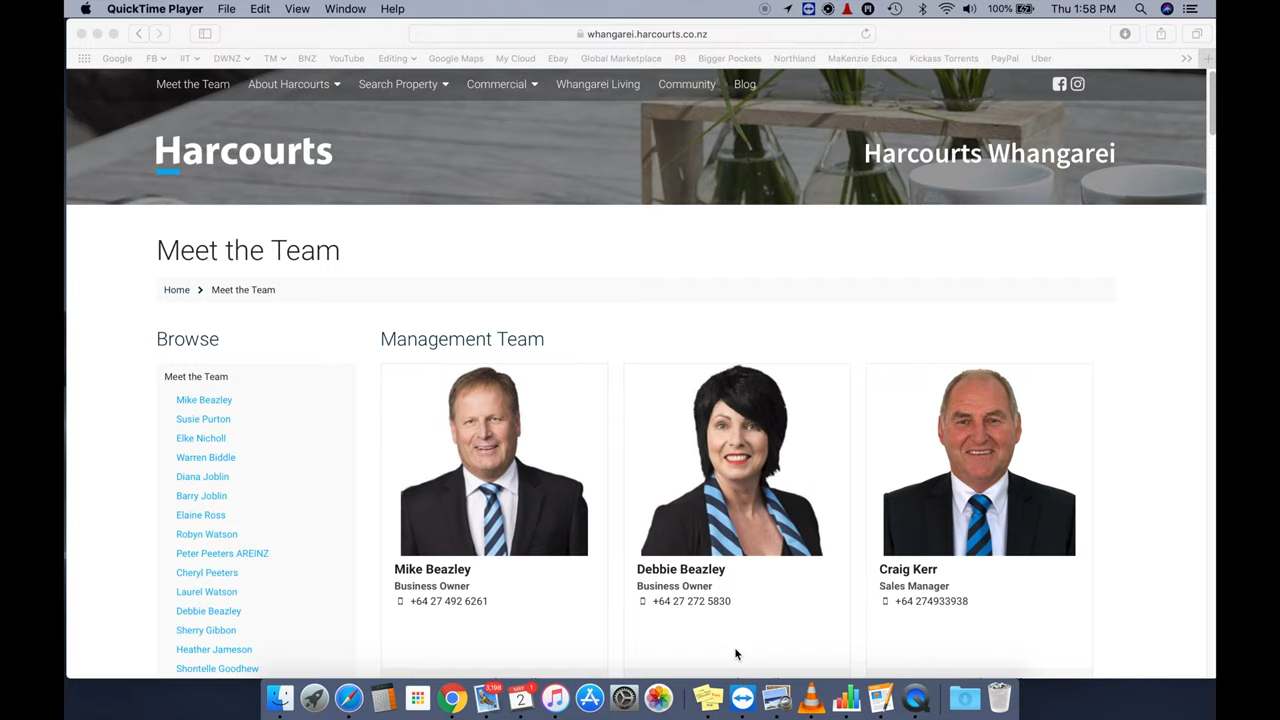 QuickTime Player File Edit View Window Help 100% Thu 1:58 PM
whangarei.harcourts.co.nz
Google FB IIT DWNZ TM BNZ YouTube Editing Google Maps My Cloud Ebay Global Marketplace PB Bigger Pockets Northland MaKenzie Educa Kickass Torrents PayPal Uber
Meet the Team About Harcourts Search Property Commercial Whangarei Living Community Blog
Harcourts
Harcourts Whangarei
Meet the Team
Home Meet the Team
Browse
Meet the Team
Mike Beazley
Susie Purton
Elke Nicholl
Warren Biddle
Diana Joblin
Barry Joblin
Elaine Ross
Robyn Watson
Peter Peeters AREINZ
Cheryl Peeters
Laurel Watson
Debbie Beazley
Sherry Gibbon
Heather Jameson
Shontelle Goodhew
Management Team
Mike Beazley
Business Owner
+64 27 492 6261
Debbie Beazley
Business Owner
+64 27 272 5830
Craig Kerr
Sales Manager
+64 274933938
3,198
MAY
2
1